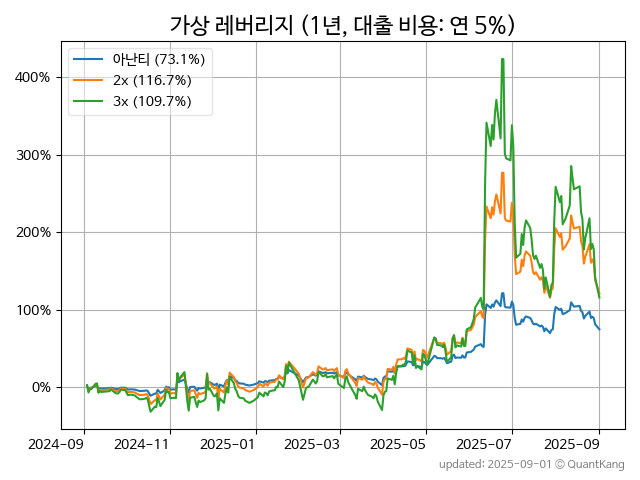 가상 레버리지 (1년, 대출 비용: 연 5%)
아난티 (73.1%)
2x (116.7%)
3x (109.7%)
400%
300%
200%
100%
0%
2024-09
2024-11
2025-01
2025-03
2025-05
2025-07
2025-09
updated: 2025-09-01 © QuantKang